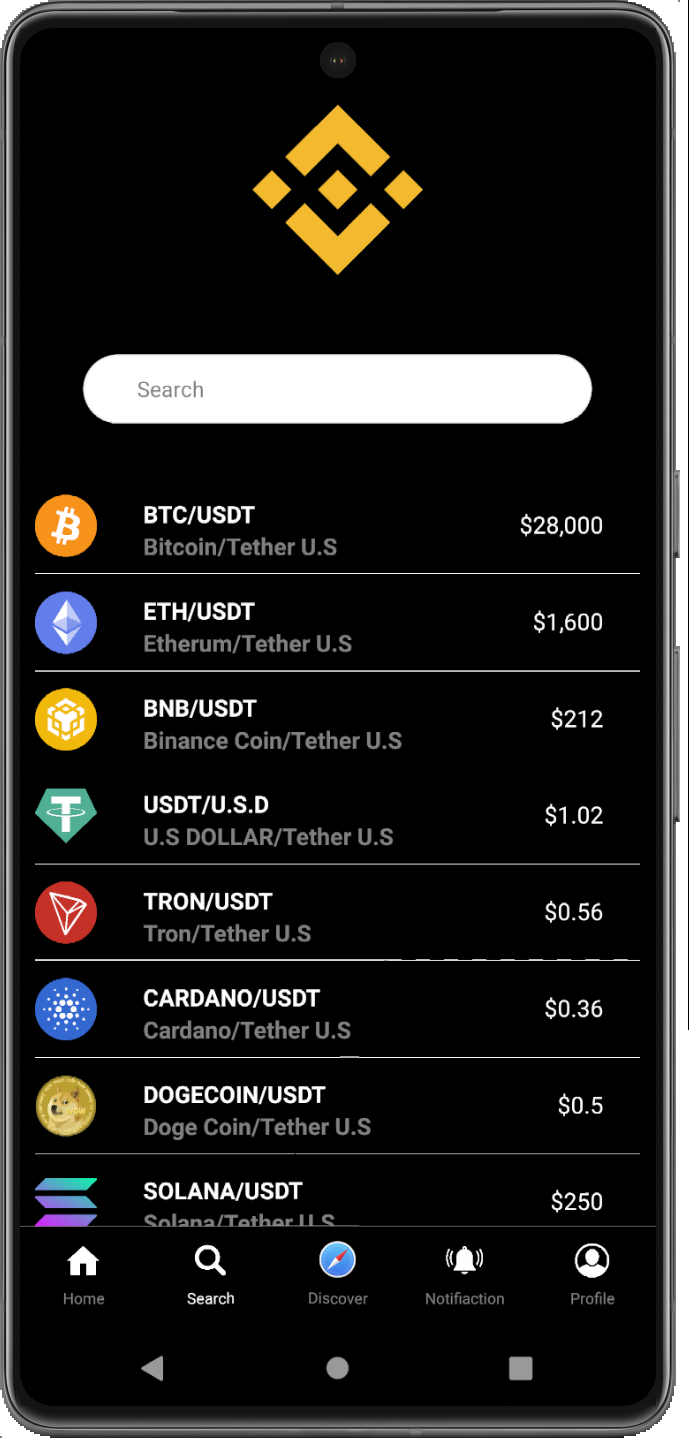 Search
BTC/USDT
$28,000
Bitcoin/Tether U.S
ETH/USDT
$1,600
Etherum/Tether U.S
BNB/USDT
$212
Binance Coin/Tether U.S
USDT/U.S.D
$1.02
U.S DOLLAR/Tether U.S
TRON/USDT
$0.56
Tron/Tether U.S
CARDANO/USDT
$0.36
Cardano/Tether U.S
DOGECOIN/USDT
$0.5
Doge Coin/Tether U.S
SOLANA/USDT
$250
Solana/Tether U.S
Home Search Discover Notifiaction Profile